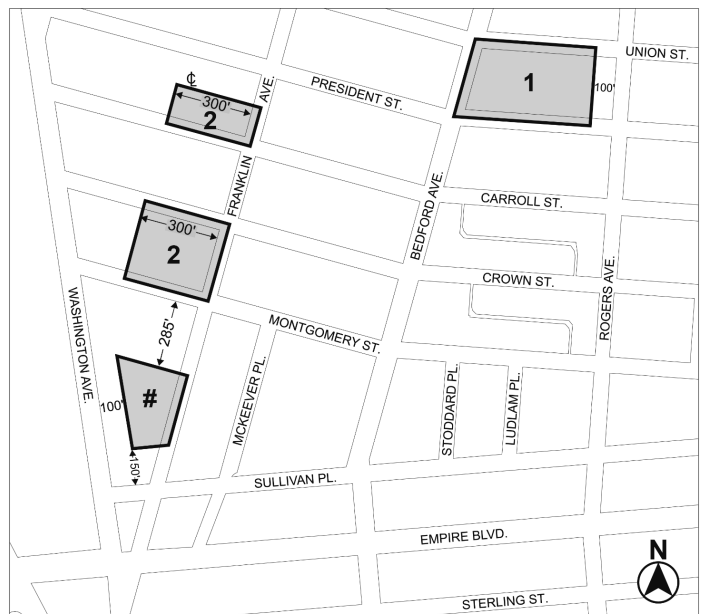 UNION ST.
1
100'
℄
300'
2
AVE.
PRESIDENT ST.
FRANKLIN
BEDFORD AVE.
CARROLL ST.
300'
2
CROWN ST.
ROGERS AVE.
WASHINGTON AVE.
285'
MONTGOMERY ST.
MCKEEVER PL.
STODDARD PL.
LUDLAM PL.
100'
#
150'
SULLIVAN PL.
EMPIRE BLVD.
N
STERLING ST.